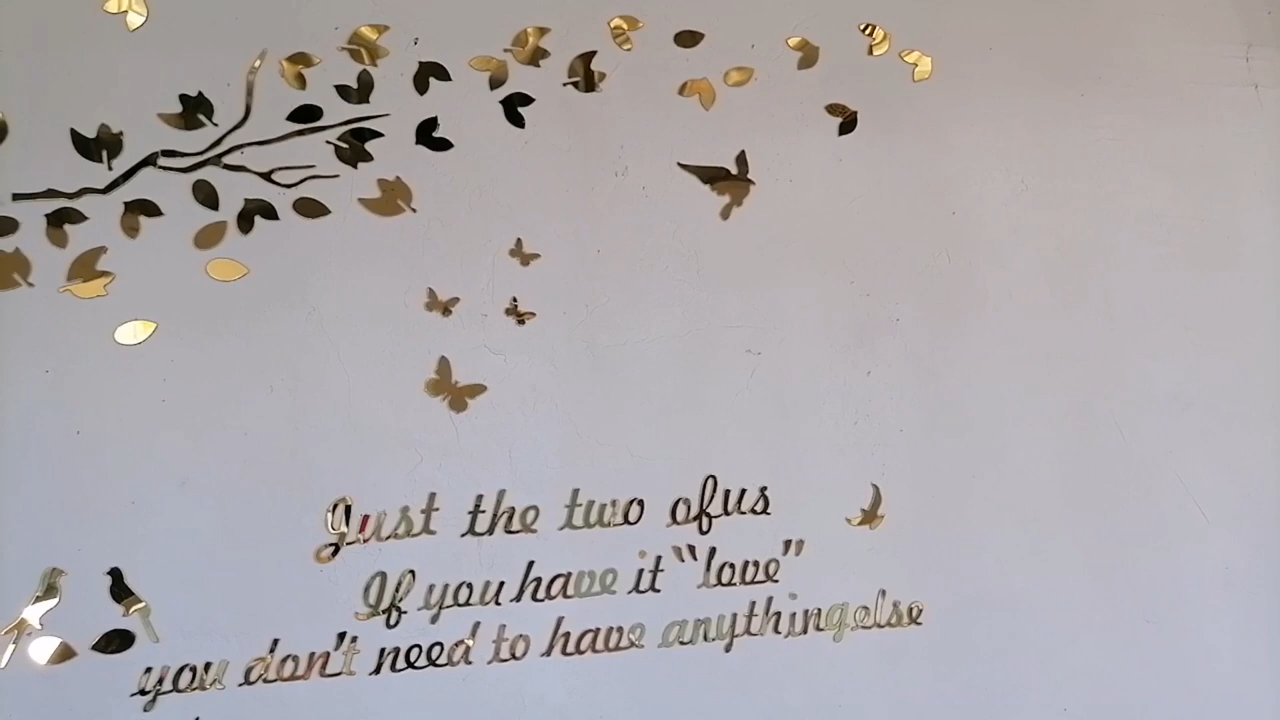 Just the two ofus
If you have it “love”
you don't need to have anythingelse